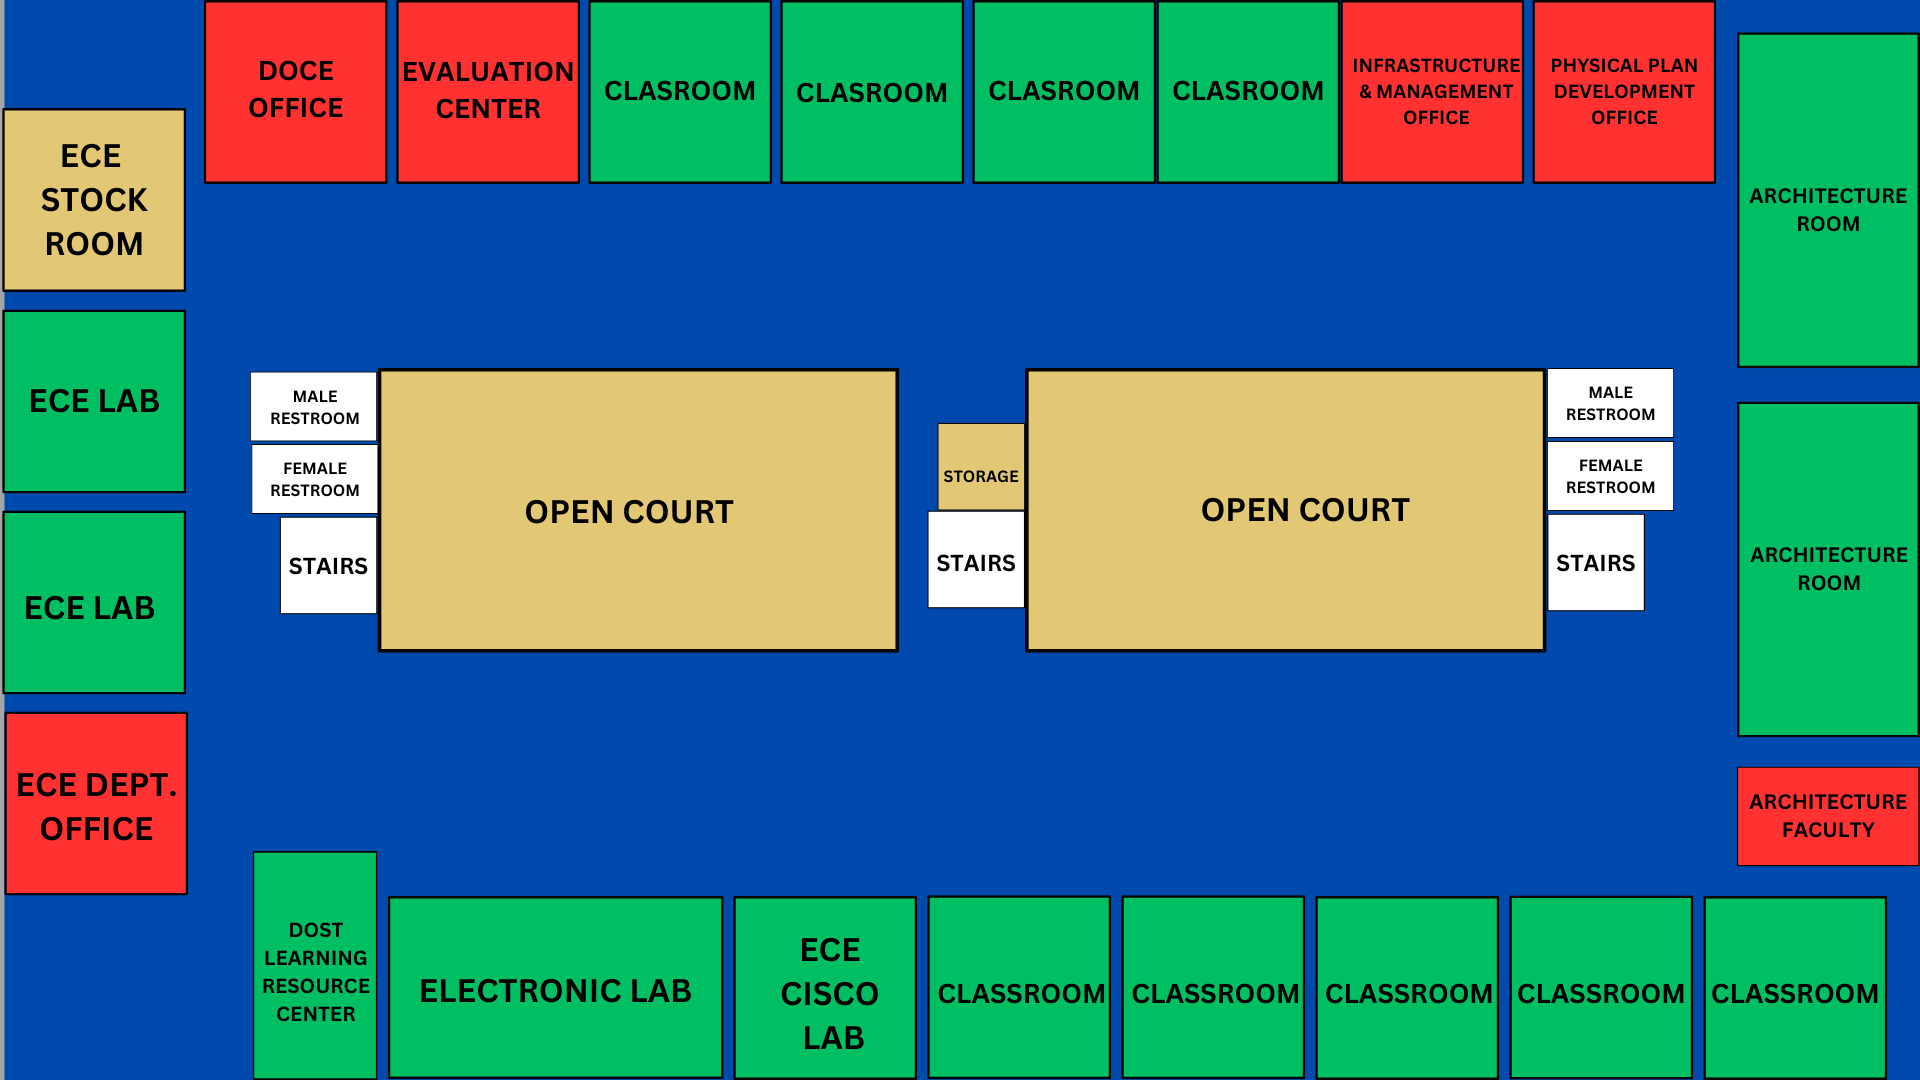 DOCE
OFFICE
EVALUATION
CENTER
CLASROOM
CLASROOM
CLASROOM
CLASROOM
INFRASTRUCTURE
& MANAGEMENT
OFFICE
PHYSICAL PLAN
DEVELOPMENT
OFFICE
ARCHITECTURE
ROOM
ECE
STOCK
ROOM
ECE LAB
ECE LAB
ECE DEPT.
OFFICE
MALE
RESTROOM
FEMALE
RESTROOM
STAIRS
OPEN COURT
STORAGE
STAIRS
OPEN COURT
MALE
RESTROOM
FEMALE
RESTROOM
STAIRS
ARCHITECTURE
ROOM
ARCHITECTURE
FACULTY
DOST
LEARNING
RESOURCE
CENTER
ELECTRONIC LAB
ECE
CISCO
LAB
CLASSROOM
CLASSROOM
CLASSROOM
CLASSROOM
CLASSROOM